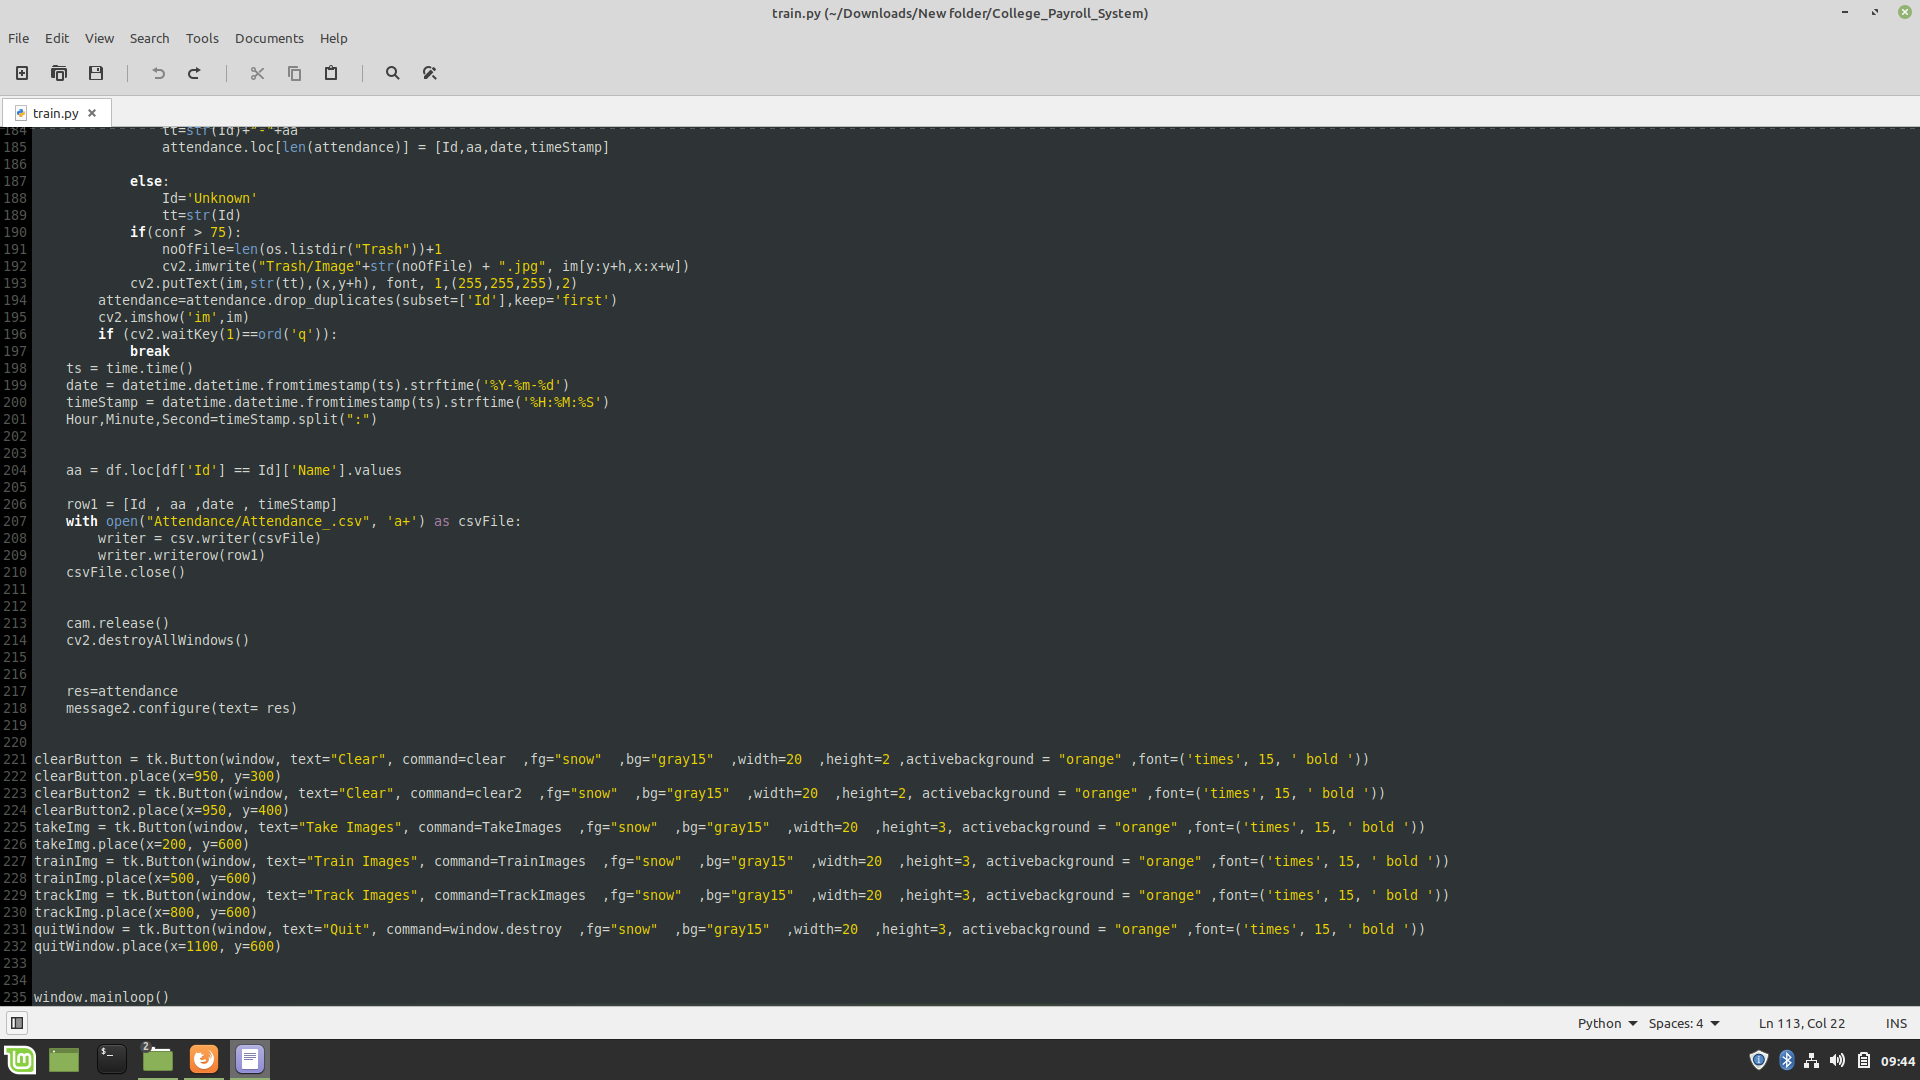 train.py (~/Downloads/New folder/College_Payroll_System)
File Edit View Search Tools Documents Help
train.py
184                 tt=str(Id)+"-"+aa
185                 attendance.loc[len(attendance)] = [Id,aa,date,timeStamp]
186
187             else:
188                 Id='Unknown'
189                 tt=str(Id)
190             if(conf > 75):
191                 noOfFile=len(os.listdir("Trash"))+1
192                 cv2.imwrite("Trash/Image"+str(noOfFile) + ".jpg", im[y:y+h,x:x+w])
193             cv2.putText(im,str(tt),(x,y+h), font, 1,(255,255,255),2)
194         attendance=attendance.drop_duplicates(subset=['Id'],keep='first')
195         cv2.imshow('im',im)
196         if (cv2.waitKey(1)==ord('q')):
197             break
198     ts = time.time()
199     date = datetime.datetime.fromtimestamp(ts).strftime('%Y-%m-%d')
200     timeStamp = datetime.datetime.fromtimestamp(ts).strftime('%H:%M:%S')
201     Hour,Minute,Second=timeStamp.split(":")
202
203
204     aa = df.loc[df['Id'] == Id]['Name'].values
205
206     row1 = [Id , aa ,date , timeStamp]
207     with open("Attendance/Attendance_.csv", 'a+') as csvFile:
208         writer = csv.writer(csvFile)
209         writer.writerow(row1)
210     csvFile.close()
211
212
213     cam.release()
214     cv2.destroyAllWindows()
215
216
217     res=attendance
218     message2.configure(text= res)
219
220
221 clearButton = tk.Button(window, text="Clear", command=clear  ,fg="snow"  ,bg="gray15"  ,width=20  ,height=2 ,activebackground = "orange" ,font=('times', 15, ' bold '))
222 clearButton.place(x=950, y=300)
223 clearButton2 = tk.Button(window, text="Clear", command=clear2  ,fg="snow"  ,bg="gray15"  ,width=20  ,height=2, activebackground = "orange" ,font=('times', 15, ' bold '))
224 clearButton2.place(x=950, y=400)
225 takeImg = tk.Button(window, text="Take Images", command=TakeImages  ,fg="snow"  ,bg="gray15"  ,width=20  ,height=3, activebackground = "orange" ,font=('times', 15, ' bold '))
226 takeImg.place(x=200, y=600)
227 trainImg = tk.Button(window, text="Train Images", command=TrainImages  ,fg="snow"  ,bg="gray15"  ,width=20  ,height=3, activebackground = "orange" ,font=('times', 15, ' bold '))
228 trainImg.place(x=500, y=600)
229 trackImg = tk.Button(window, text="Track Images", command=TrackImages  ,fg="snow"  ,bg="gray15"  ,width=20  ,height=3, activebackground = "orange" ,font=('times', 15, ' bold '))
230 trackImg.place(x=800, y=600)
231 quitWindow = tk.Button(window, text="Quit", command=window.destroy  ,fg="snow"  ,bg="gray15"  ,width=20  ,height=3, activebackground = "orange" ,font=('times', 15, ' bold '))
232 quitWindow.place(x=1100, y=600)
233
234
235 window.mainloop()
Python Spaces: 4 Ln 113, Col 22 INS
2
09:44